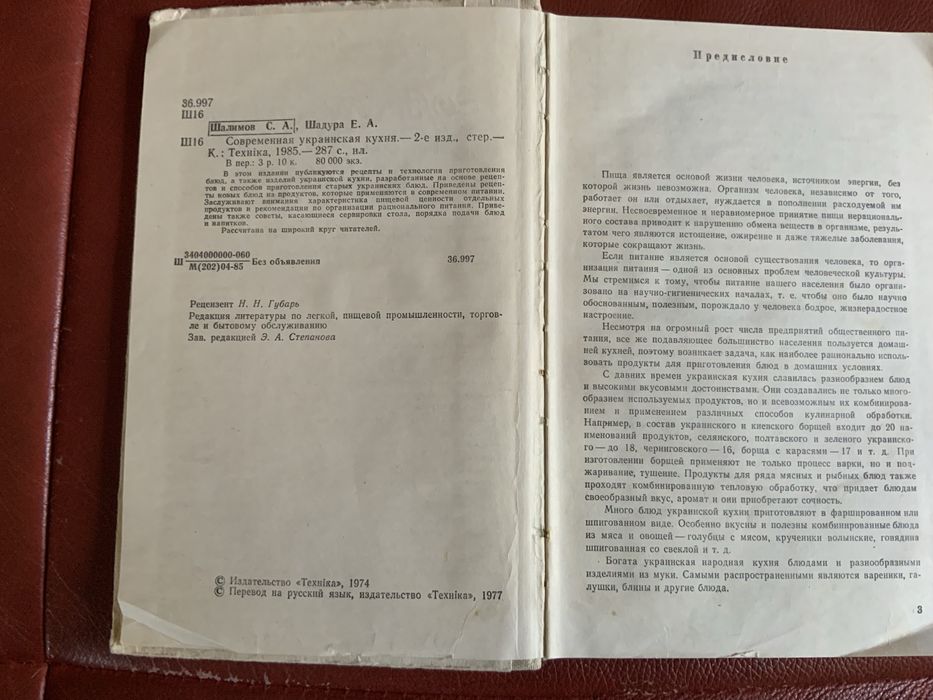 36.997
Ш16
Шалимов С. А., Шадура Е. А.
Ш16 Современная украинская кухня.— 2-е изд., стер.—
К.: Техніка, 1985.— 287 с., ил.
В пер.: 3 р. 10 к. 80 000 экз.
В этом издании публикуются рецепты и технология приготовления
блюд, а также изделий украинской кухни, разработанные на основе рецеп-
тов и способов приготовления старых украинских блюд. Приведены рецеп-
ты новых блюд из продуктов, которые применяются в современном питании.
Заслуживают внимания характеристика пищевой ценности отдельных
продуктов и рекомендации по организации рационального питания. Приве-
дены также советы, касающиеся сервировки стола, порядка подачи блюд
и напитков.
Рассчитана на широкий круг читателей.
Ш 3404000000-060
М(202)04-85 Без объявления 36.997
Рецензент Н. Н. Губарь
Редакция литературы по легкой, пищевой промышленности, торгов-
ле и бытовому обслуживанию
Зав. редакцией Э. А. Степанова
© Издательство «Техніка», 1974
© Перевод на русский язык, издательство «Техніка», 1977
Предисловие
Пища является основой жизни человека, источником энергии, без
которой жизнь невозможна. Организм человека, независимо от того,
работает он или отдыхает, нуждается в пополнении расходуемой им
энергии. Несвоевременное и неравномерное принятие пищи нерациональ-
ного состава приводит к нарушению обмена веществ в организме, резуль-
татом чего являются истощение, ожирение и даже тяжелые заболевания,
которые сокращают жизнь.
Если питание является основой существования человека, то орга-
низация питания — одной из основных проблем человеческой культуры.
Мы стремимся к тому, чтобы питание нашего населения было органи-
зовано на научно-гигиенических началах, т. е. чтобы оно было научно
обоснованным, полезным, порождало у человека бодрое, жизнерадостное
настроение.
Несмотря на огромный рост числа предприятий общественного пи-
тания, все же подавляющее большинство населения пользуется домаш-
ней кухней, поэтому возникает задача, как наиболее рационально исполь-
зовать продукты для приготовления блюд в домашних условиях.
С давних времен украинская кухня славилась разнообразием блюд
и высокими вкусовыми достоинствами. Они создавались не только много-
образием используемых продуктов, но и всевозможным их комбинирова-
нием и применением различных способов кулинарной обработки.
Например, в состав украинского и киевского борщей входит до 20 на-
именований продуктов, селянского, полтавского и зеленого украинско-
го — до 18, черниговского — 16, борща с карасями — 17 и т. д. При
изготовлении борщей применяют не только процесс варки, но и под-
жаривание, тушение. Продукты для ряда мясных и рыбных блюд также
проходят комбинированную тепловую обработку, что придает блюдам
своеобразный вкус, аромат и они приобретают сочность.
Много блюд украинской кухни приготовляют в фаршированном или
шпигованном виде. Особенно вкусны и полезны комбинированные блюда
из мяса и овощей — голубцы с мясом, крученики волынские, говядина
шпигованная со свеклой и т. д.
Богата украинская народная кухня блюдами и разнообразными
изделиями из муки. Самыми распространенными являются вареники, га-
лушки, блины и другие блюда.
3